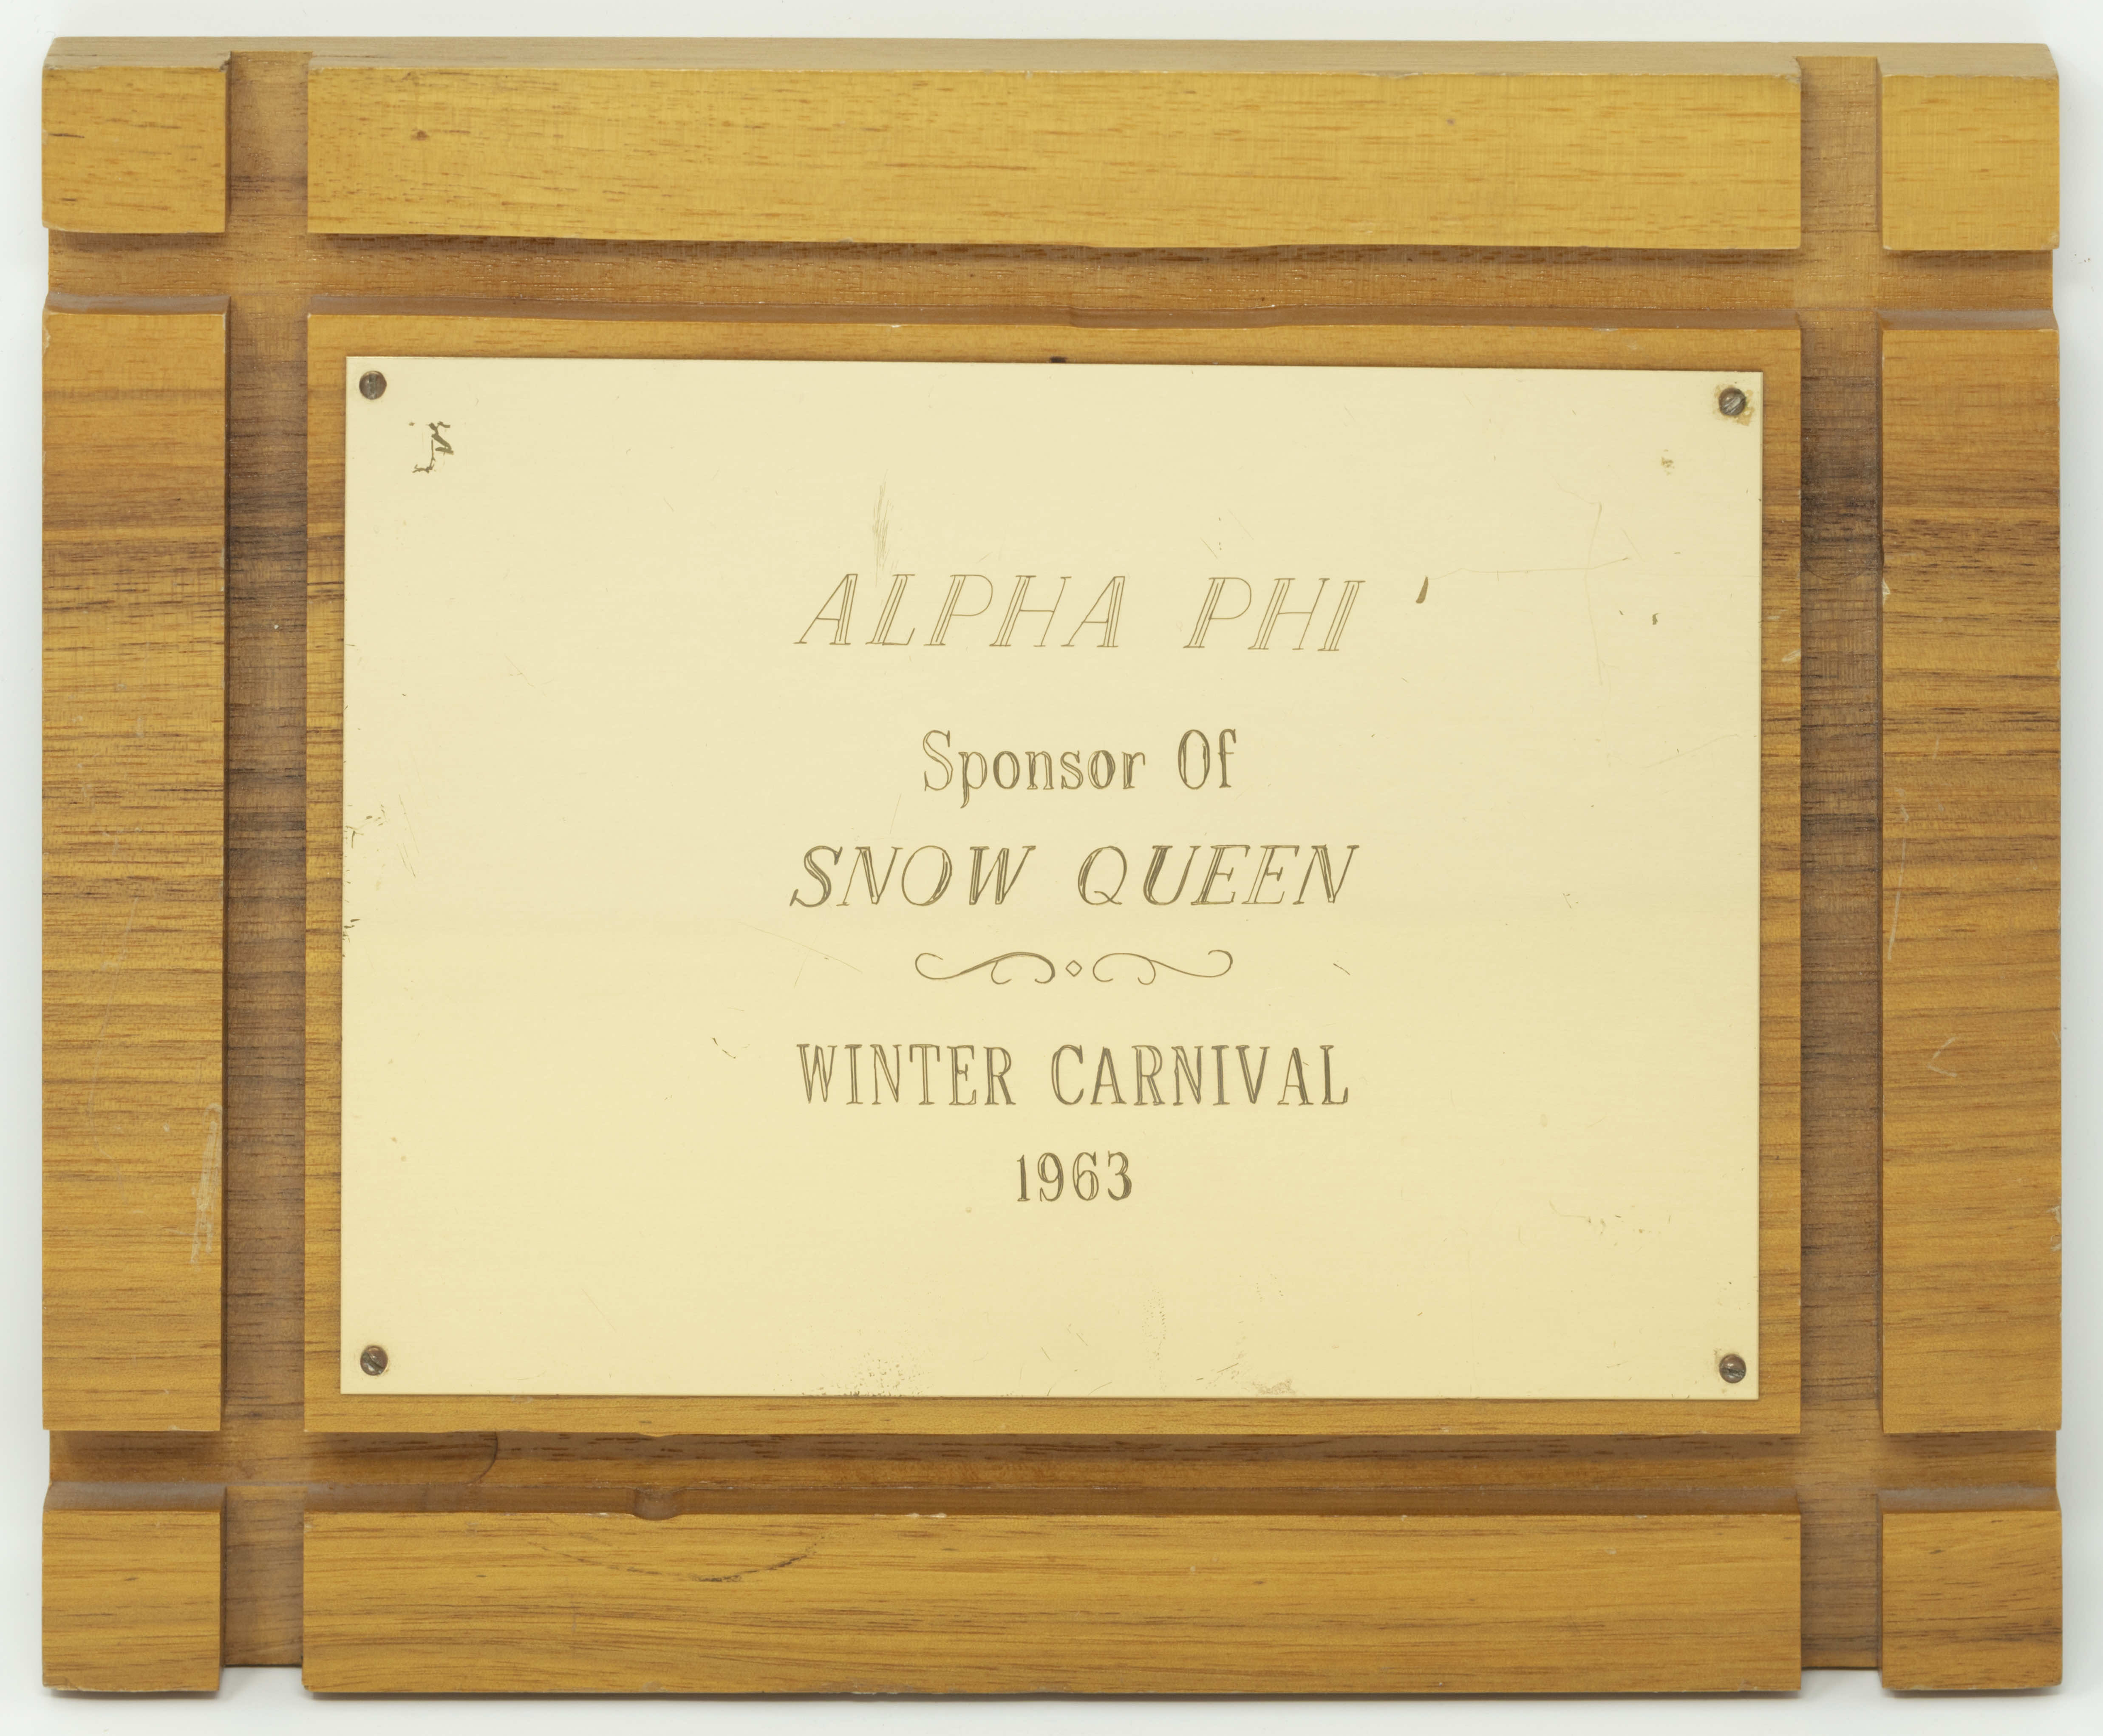 ALPHA PHI
Sponsor Of
SNOW QUEEN
WINTER CARNIVAL
1963